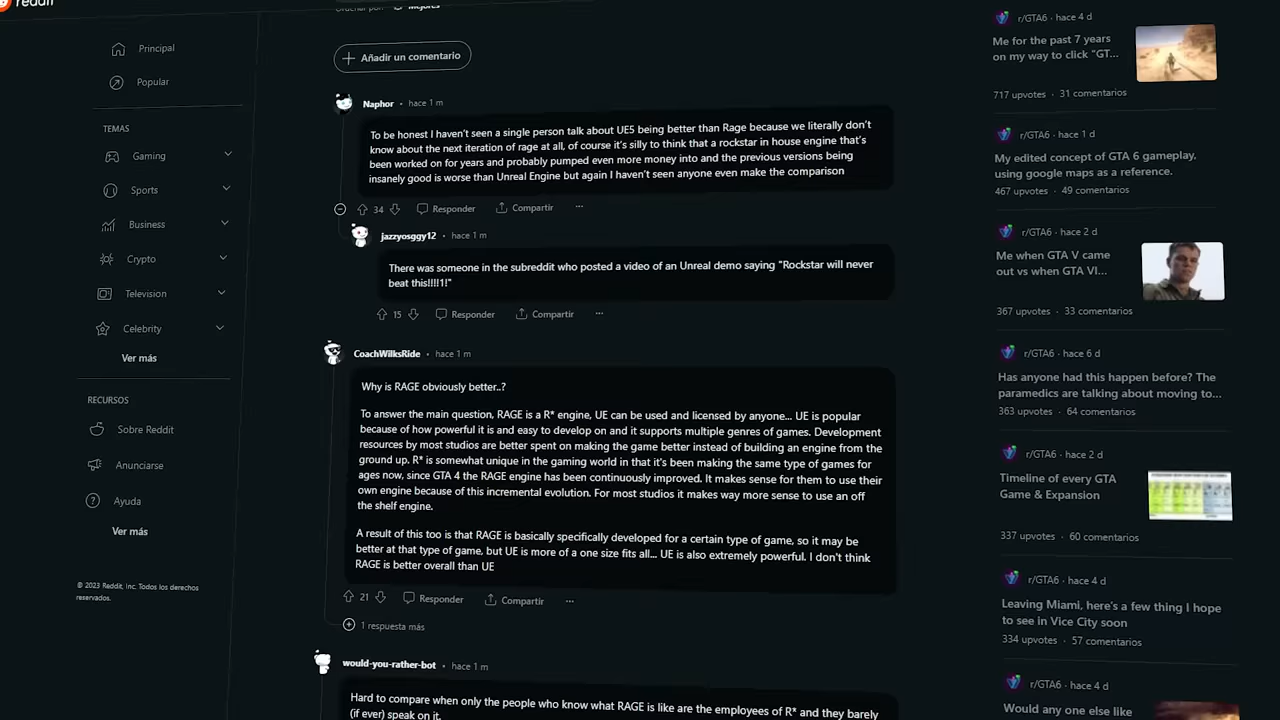 reddit
Ordenar por: Mejores
Añadir un comentario
Principal
Popular
TEMAS
Gaming
Sports
Business
Crypto
Television
Celebrity
Ver más
RECURSOS
Sobre Reddit
Anunciarse
Ayuda
Ver más
© 2023 Reddit, Inc. Todos los derechos
reservados.
Naphor • hace 1 m
To be honest I haven't seen a single person talk about UE5 being better than Rage because we literally don't
know about the next iteration of rage at all, of course it's silly to think that a rockstar in house engine that's
been worked on for years and probably pumped even more money into and the previous versions being
insanely good is worse than Unreal Engine but again I haven't seen anyone even make the comparison
34 Responder Compartir ...
jazzyosggy12 • hace 1 m
There was someone in the subreddit who posted a video of an Unreal demo saying "Rockstar will never
beat this!!!!1!"
15 Responder Compartir ...
CoachWilksRide • hace 1 m
Why is RAGE obviously better..?
To answer the main question, RAGE is a R* engine, UE can be used and licensed by anyone... UE is popular
because of how powerful it is and easy to develop on and it supports multiple genres of games. Development
resources by most studios are better spent on making the game better instead of building an engine from the
ground up. R* is somewhat unique in the gaming world in that it's been making the same type of games for
ages now, since GTA 4 the RAGE engine has been continuously improved. It makes sense for them to use their
own engine because of this incremental evolution. For most studios it makes way more sense to use an off
the shelf engine.
A result of this too is that RAGE is basically specifically developed for a certain type of game, so it may be
better at that type of game, but UE is more of a one size fits all... UE is also extremely powerful. I don't think
RAGE is better overall than UE
21 Responder Compartir ...
1 respuesta más
would-you-rather-bot • hace 1 m
Hard to compare when only the people who know what RAGE is like are the employees of R* and they barely
(if ever) speak on it.
r/GTA6 · hace 4 d
Me for the past 7 years
on my way to click "GT...
717 upvotes · 31 comentarios
r/GTA6 · hace 1 d
My edited concept of GTA 6 gameplay,
using google maps as a reference.
467 upvotes · 49 comentarios
r/GTA6 · hace 2 d
Me when GTA V came
out vs when GTA VI...
367 upvotes · 33 comentarios
r/GTA6 · hace 6 d
Has anyone had this happen before? The
paramedics are talking about moving to...
363 upvotes · 64 comentarios
r/GTA6 · hace 2 d
Timeline of every GTA
Game & Expansion
337 upvotes · 60 comentarios
r/GTA6 · hace 4 d
Leaving Miami, here's a few thing I hope
to see in Vice City soon
334 upvotes · 57 comentarios
r/GTA6 · hace 4 d
Would any one else like